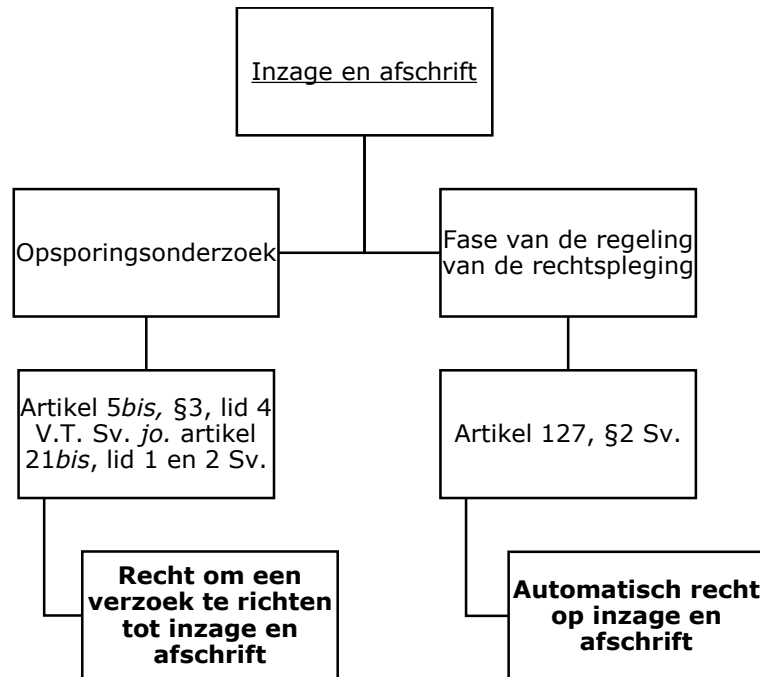 Inzage en afschrift
Opsporingsonderzoek
Fase van de regeling
van de rechtspleging
Artikel 5bis, §3, lid 4
V.T. Sv. jo. artikel
21bis, lid 1 en 2 Sv.
Artikel 127, §2 Sv.
Recht om een
verzoek te richten
tot inzage en
afschrift
Automatisch recht
op inzage en
afschrift